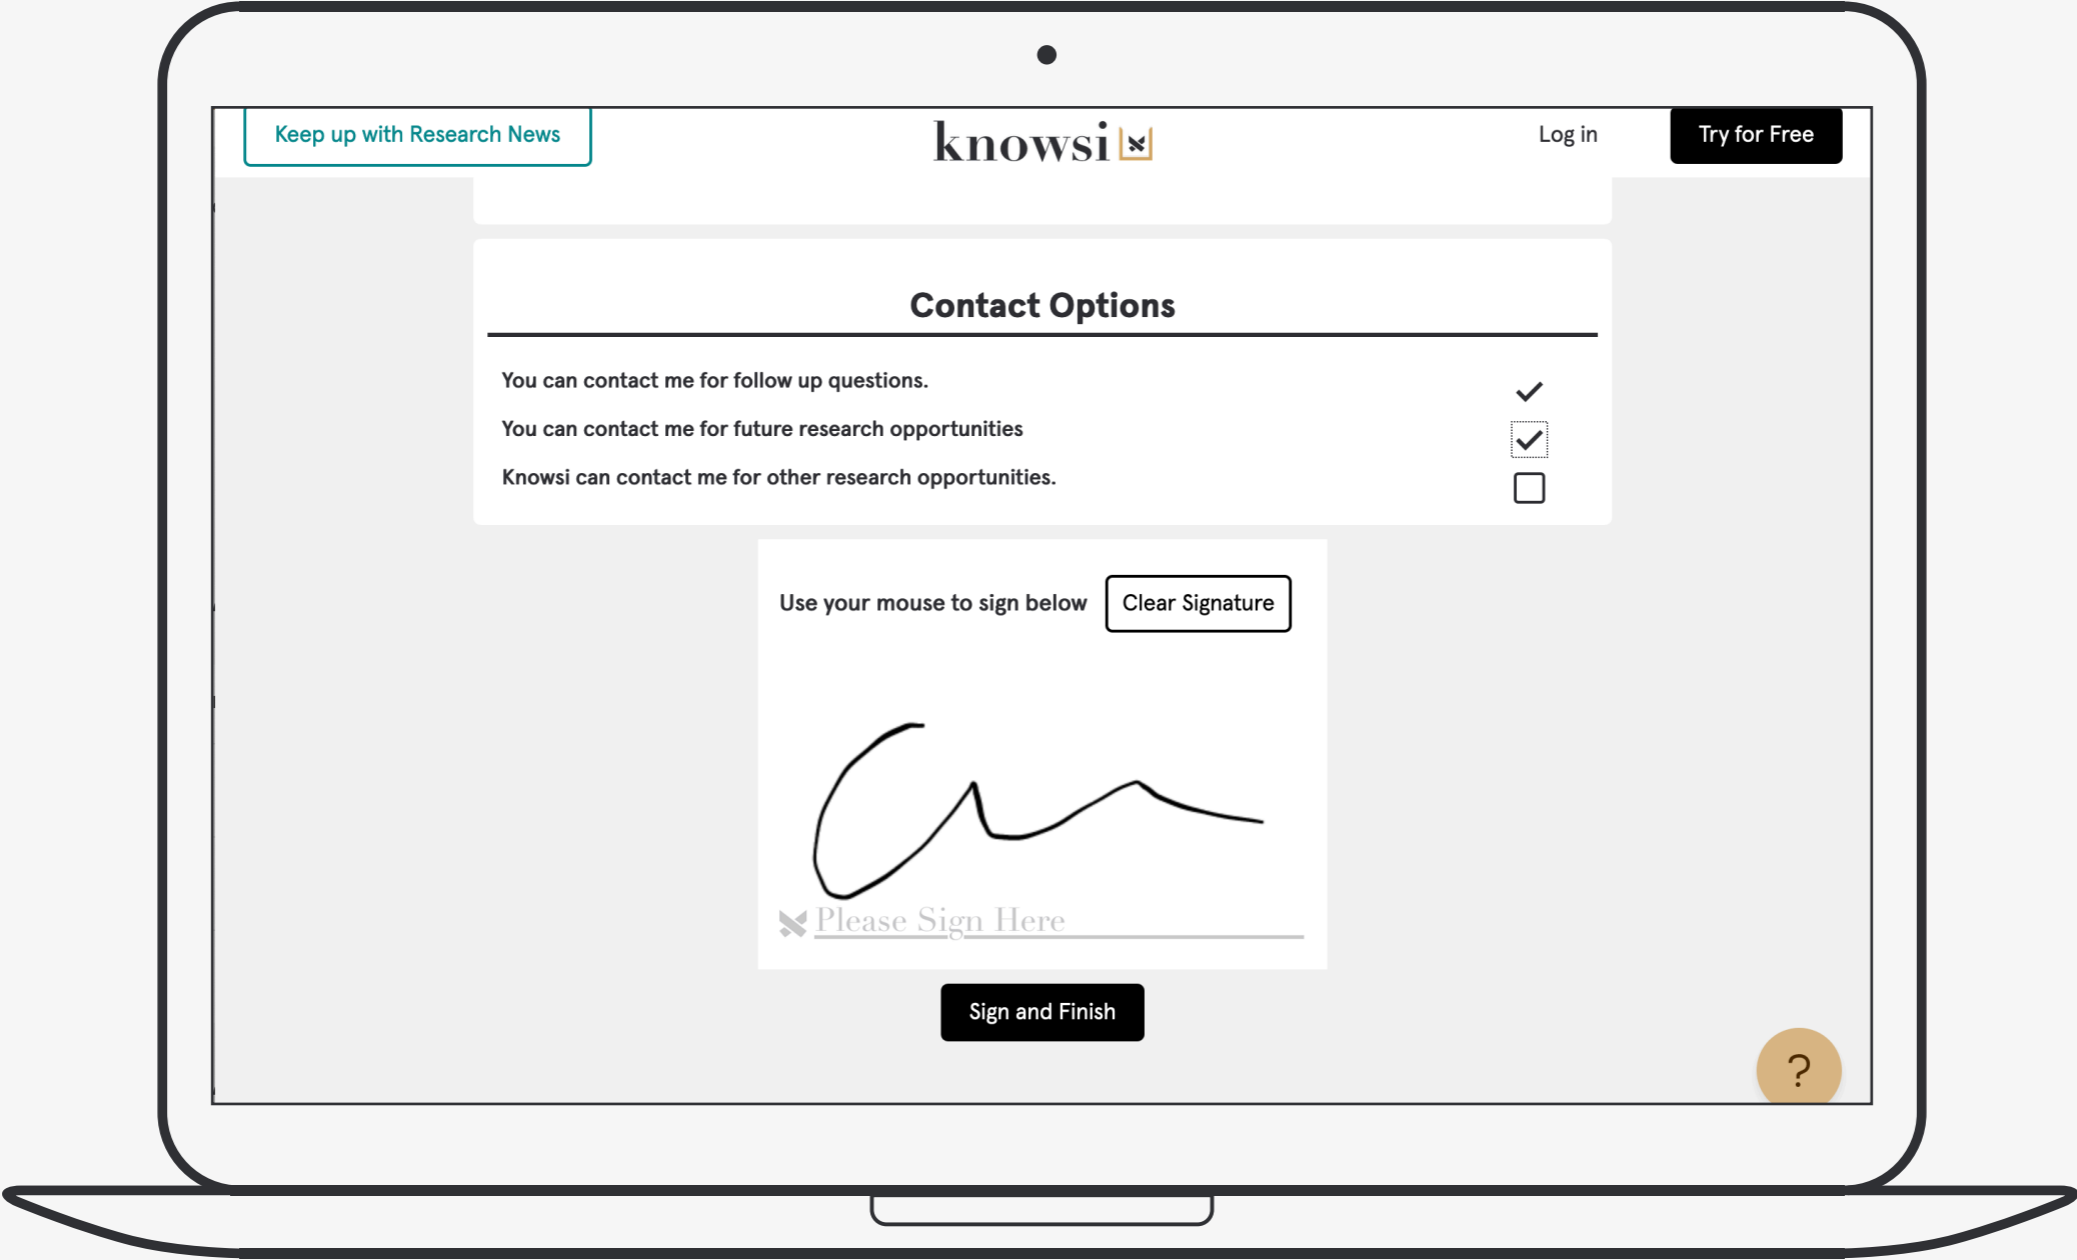 Keep up with Research News
knowsi
Log in
Try for Free
Contact Options
You can contact me for follow up questions.
You can contact me for future research opportunities
Knowsi can contact me for other research opportunities.
Use your mouse to sign below
Clear Signature
Please Sign Here
Sign and Finish
?